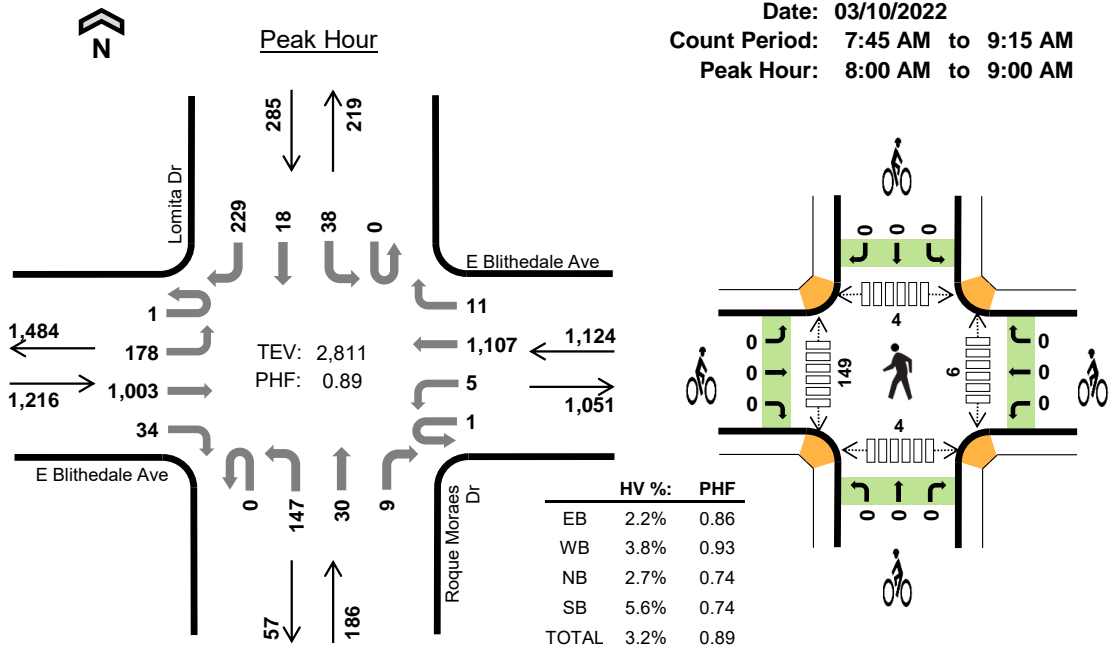 N
Peak Hour
Date: 03/10/2022
Count Period: 7:45 AM to 9:15 AM
Peak Hour: 8:00 AM to 9:00 AM
285
219
Lomita Dr
229
18
38
0
E Blithedale Ave
1
11
1,484
178
TEV: 2,811
1,107
1,124
1,216
1,003
PHF: 0.89
5
1,051
34
1
E Blithedale Ave
0
147
30
9
Roque Moraes
Dr
57
186
HV %: PHF
EB 2.2% 0.86
WB 3.8% 0.93
NB 2.7% 0.74
SB 5.6% 0.74
TOTAL 3.2% 0.89
0 0 0
4
0
0
0
149
6
0
0
0
4
0 0 0